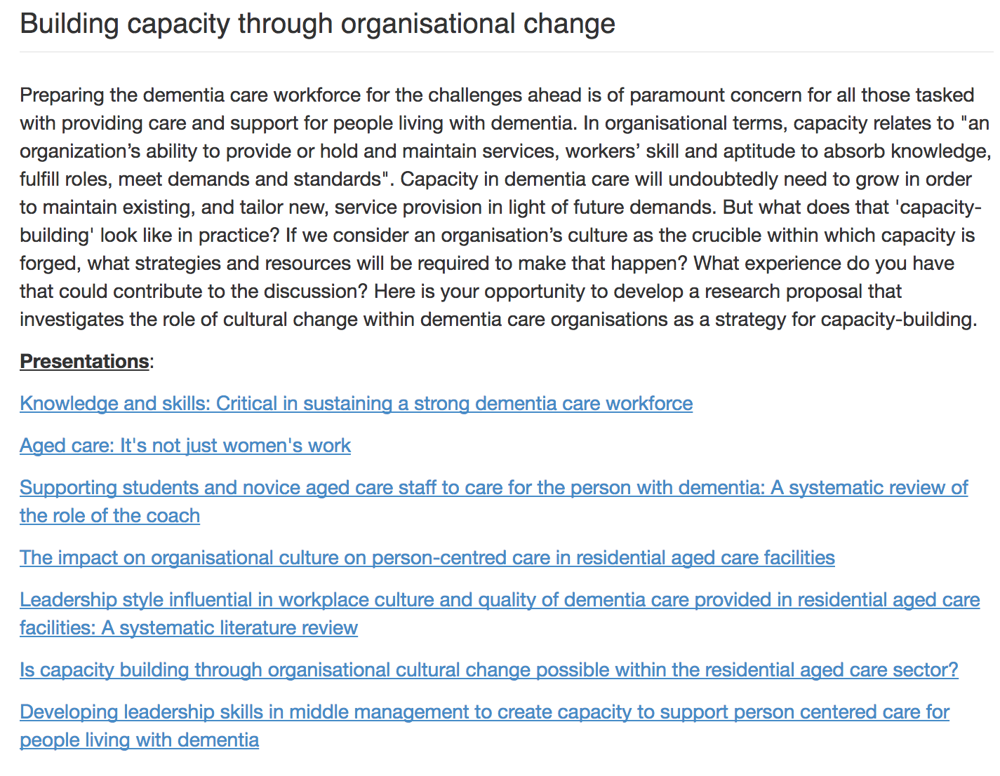 Building capacity through organisational change
Preparing the dementia care workforce for the challenges ahead is of paramount concern for all those tasked
with providing care and support for people living with dementia. In organisational terms, capacity relates to "an
organization’s ability to provide or hold and maintain services, workers’ skill and aptitude to absorb knowledge,
fulfill roles, meet demands and standards". Capacity in dementia care will undoubtedly need to grow in order
to maintain existing, and tailor new, service provision in light of future demands. But what does that 'capacity-
building' look like in practice? If we consider an organisation’s culture as the crucible within which capacity is
forged, what strategies and resources will be required to make that happen? What experience do you have
that could contribute to the discussion? Here is your opportunity to develop a research proposal that
investigates the role of cultural change within dementia care organisations as a strategy for capacity-building.
Presentations:
Knowledge and skills: Critical in sustaining a strong dementia care workforce
Aged care: It's not just women's work
Supporting students and novice aged care staff to care for the person with dementia: A systematic review of
the role of the coach
The impact on organisational culture on person-centred care in residential aged care facilities
Leadership style influential in workplace culture and quality of dementia care provided in residential aged care
facilities: A systematic literature review
Is capacity building through organisational cultural change possible within the residential aged care sector?
Developing leadership skills in middle management to create capacity to support person centered care for
people living with dementia